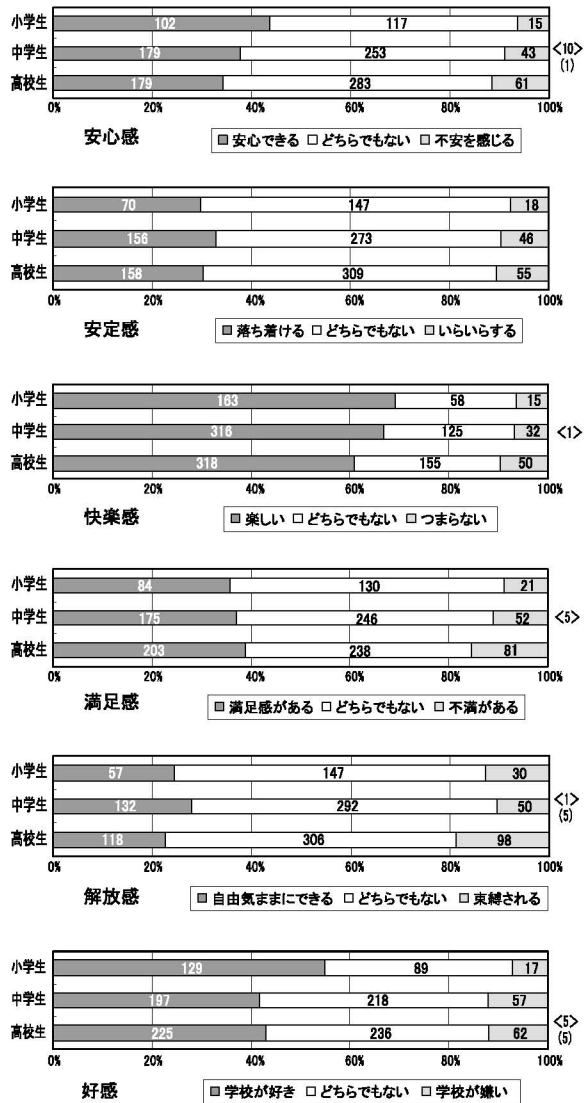 小学生 102 117 15
中学生 179 253 43 <10> (1)
高校生 179 283 61
0% 20% 40% 60% 80% 100%
安心感 安心できる どちらでもない 不安を感じる
小学生 70 147 18
中学生 156 273 46
高校生 158 309 55
0% 20% 40% 60% 80% 100%
安定感 落ち着ける どちらでもない いらいらする
小学生 163 58 15
中学生 316 125 32 <1>
高校生 318 155 50
0% 20% 40% 60% 80% 100%
快楽感 楽しい どちらでもない つまらない
小学生 84 130 21
中学生 175 246 52 <5>
高校生 203 238 81
0% 20% 40% 60% 80% 100%
満足感 満足感がある どちらでもない 不満がある
小学生 57 147 30
中学生 132 292 50 <1> (5)
高校生 118 306 98
0% 20% 40% 60% 80% 100%
解放感 自由気ままにできる どちらでもない 束縛される
小学生 129 89 17
中学生 197 218 57
高校生 225 236 62 <5> (5)
0% 20% 40% 60% 80% 100%
好感 学校が好き どちらでもない 学校が嫌い